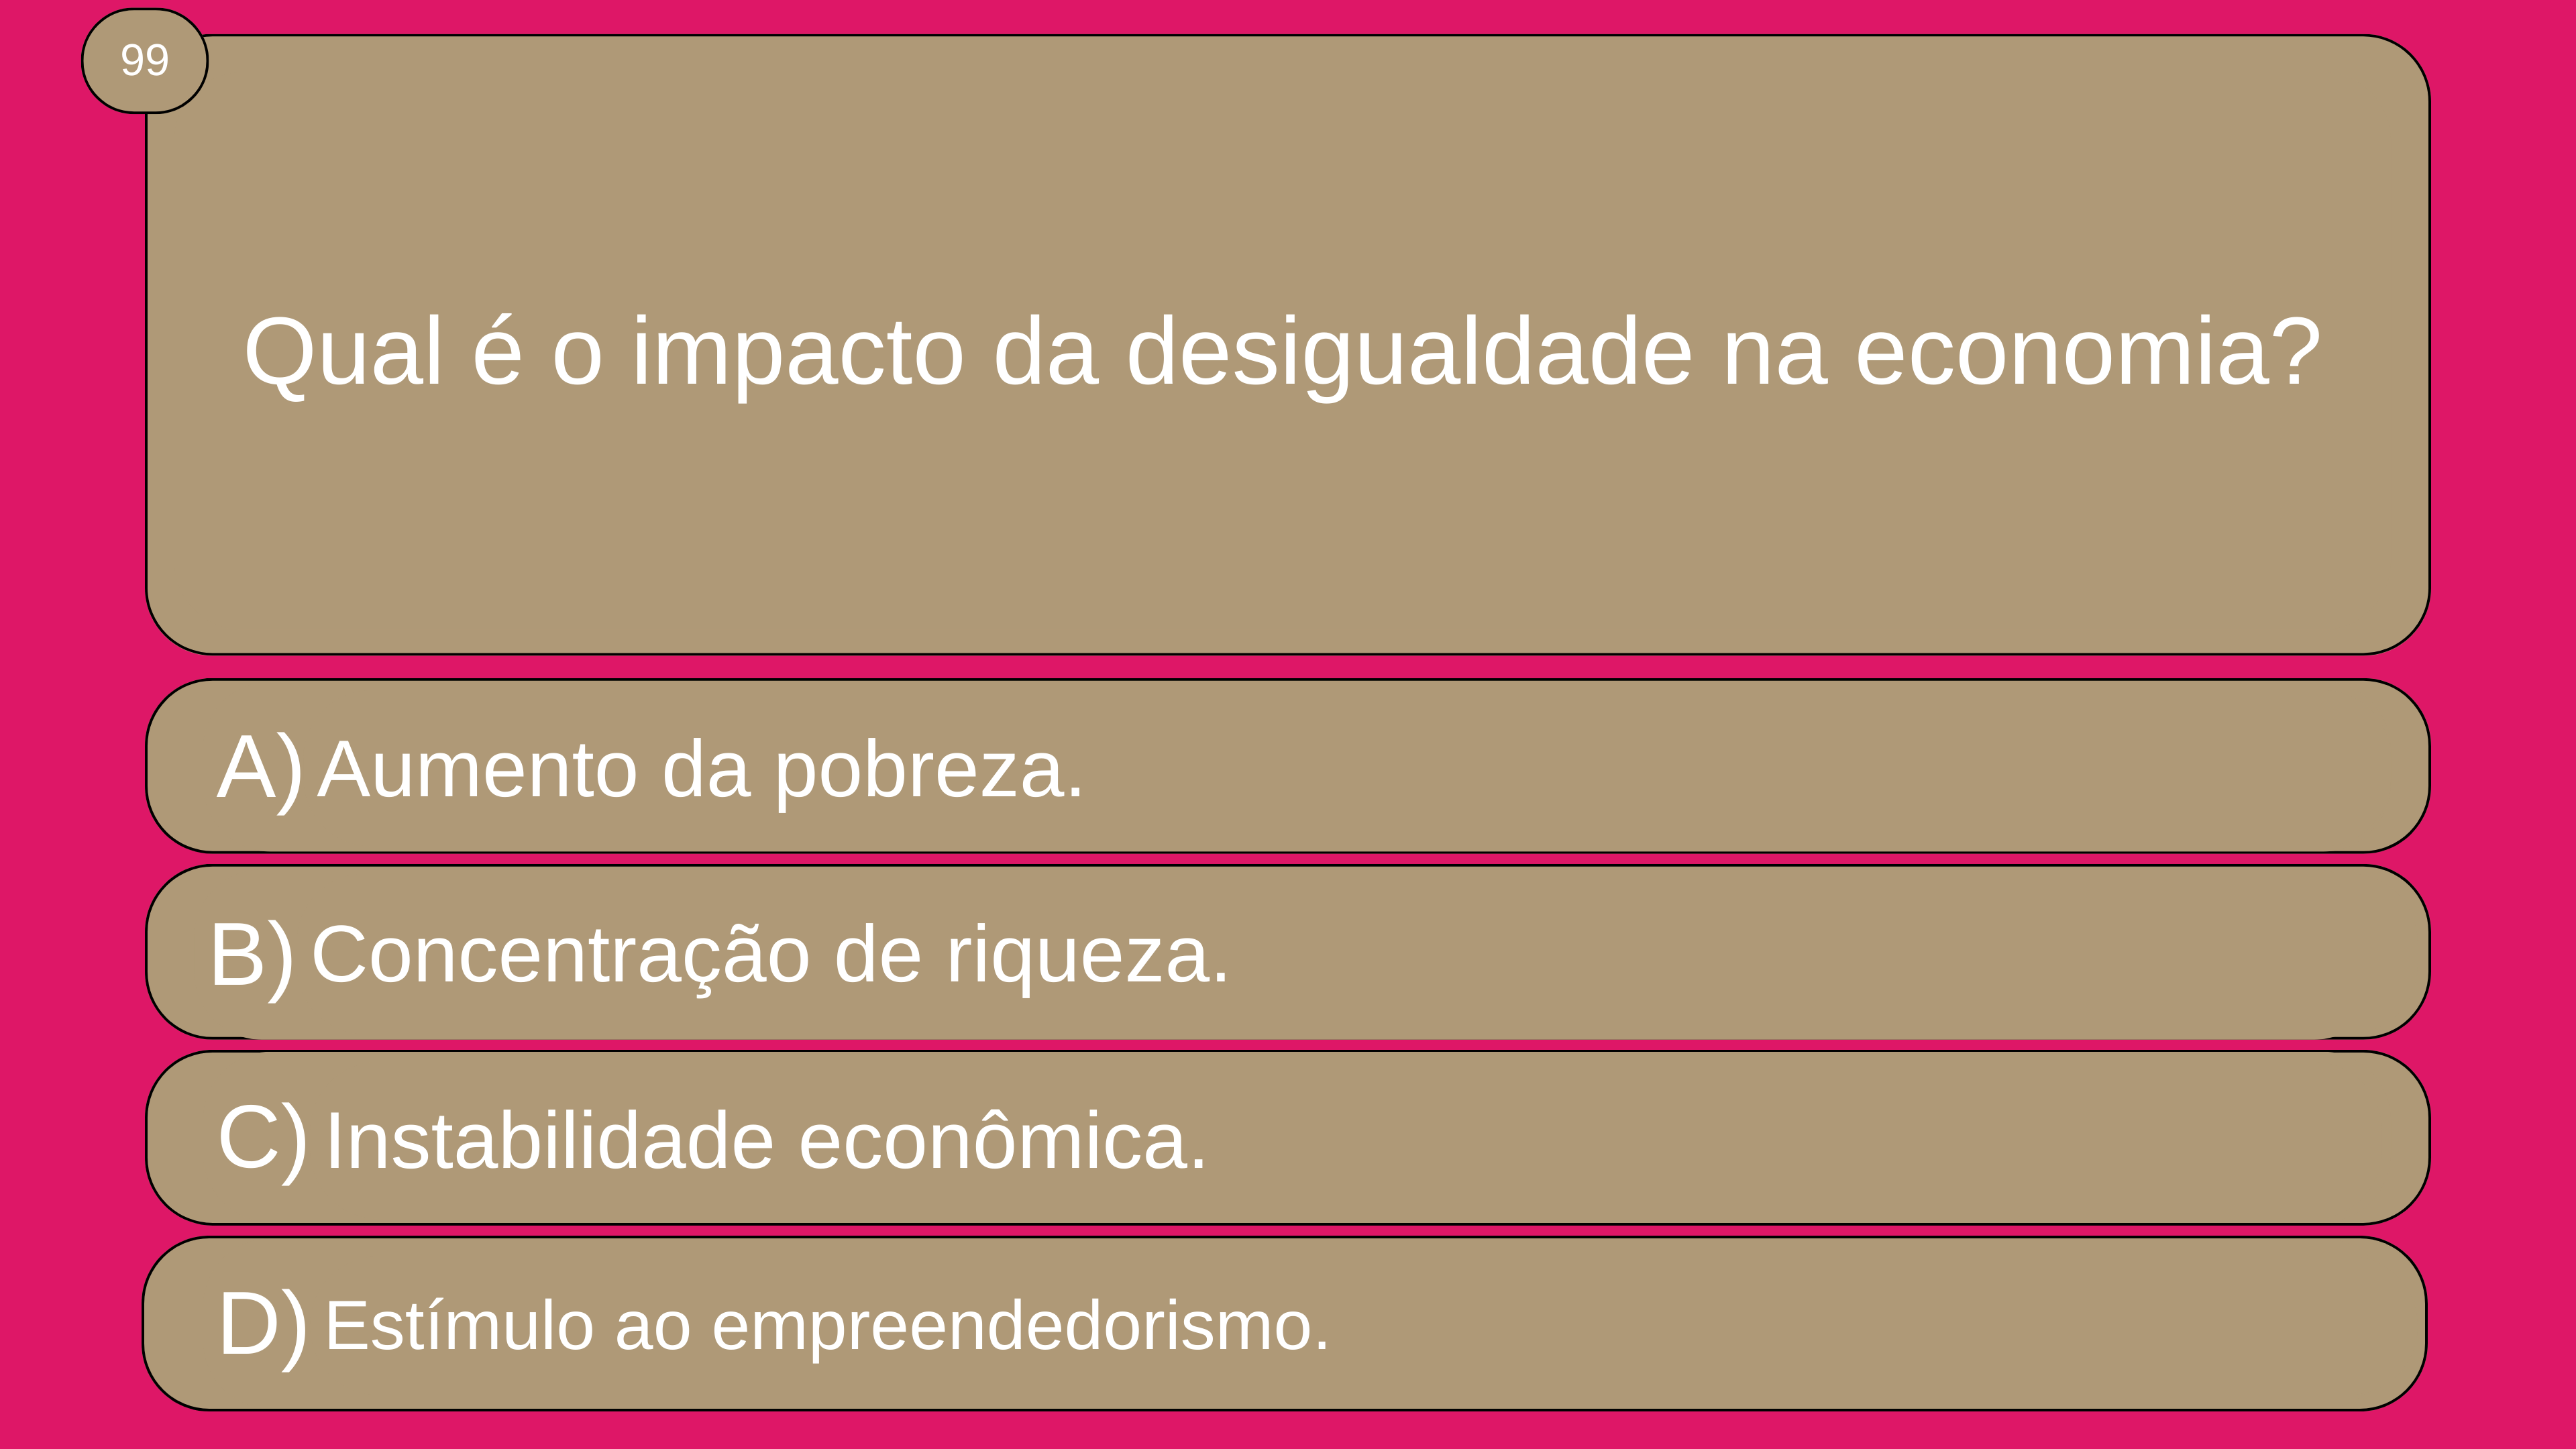 99
Qual é o impacto da desigualdade na economia?
A) Aumento da pobreza.
B) Concentração de riqueza.
C) Instabilidade econômica.
D) Estímulo ao empreendedorismo.